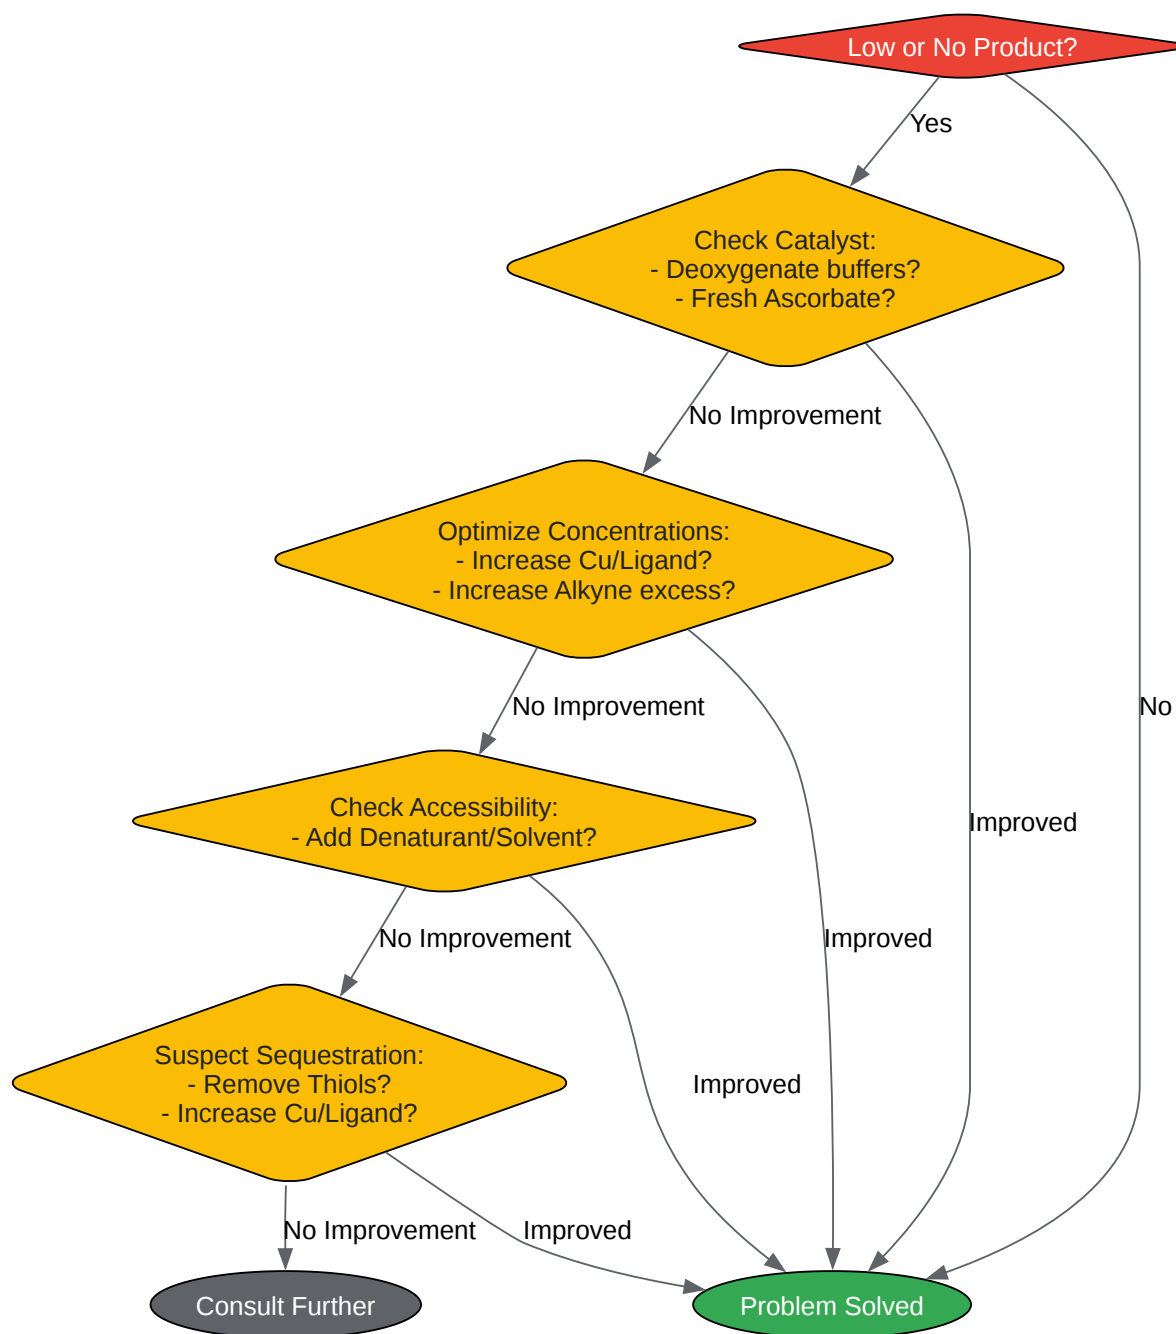 Low or No Product?
Yes
Check Catalyst:
- Deoxygenate buffers?
- Fresh Ascorbate?
No Improvement
Optimize Concentrations:
- Increase Cu/Ligand?
- Increase Alkyne excess?
No Improvement
No
Check Accessibility:
- Add Denaturant/Solvent?
Improved
No Improvement
Improved
Suspect Sequestration:
- Remove Thiols?
- Increase Cu/Ligand?
Improved
No Improvement
Improved
Consult Further
Problem Solved